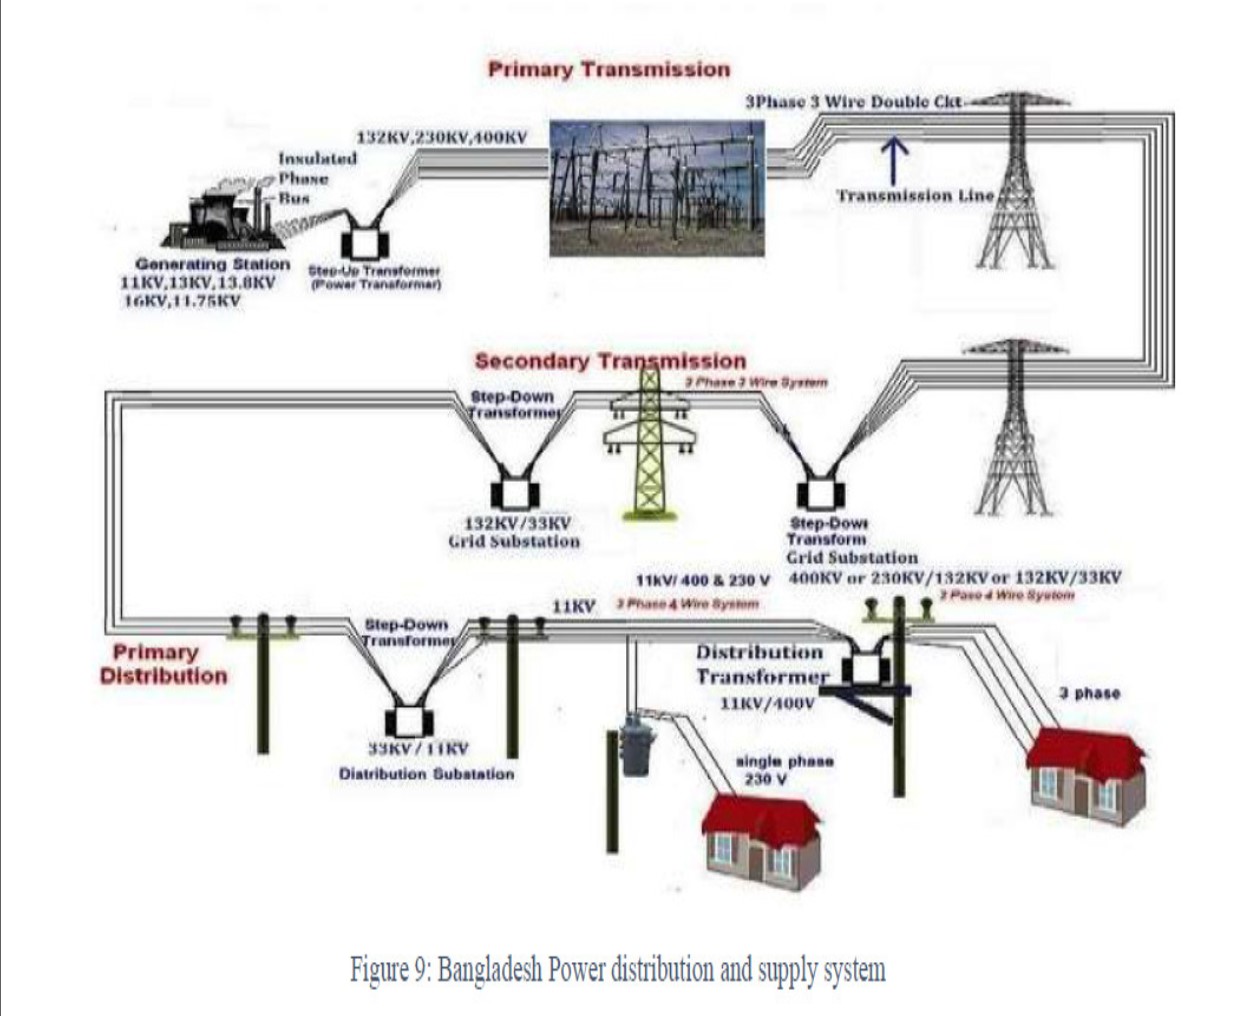 Primary Transmission
3Phase 3 Wire Double Ckt
132KV,230KV,400KV
Insulated
Phase
Bus
Transmission Line
Generating Station
11KV,13KV,13.8KV
16KV,11.75KV
Step-Up Transformer
(Power Transformer)
Secondary Transmission
3 Phase 3 Wire System
Step-Down
Transformer
132KV/33KV
Grid Substation
Step-Down
Transform
Grid Substation
400KV or 230KV/132KV or 132KV/33KV
11kV/ 400 & 230 V
3 Pase 4 Wire System
11KV
3 Phase 4 Wire System
Step-Down
Transformer
Primary
Distribution
Distribution
Transformer
11KV/400V
3 phase
33KV / 11KV
Distribution Substation
single phase
230 V
Figure 9: Bangladesh Power distribution and supply system